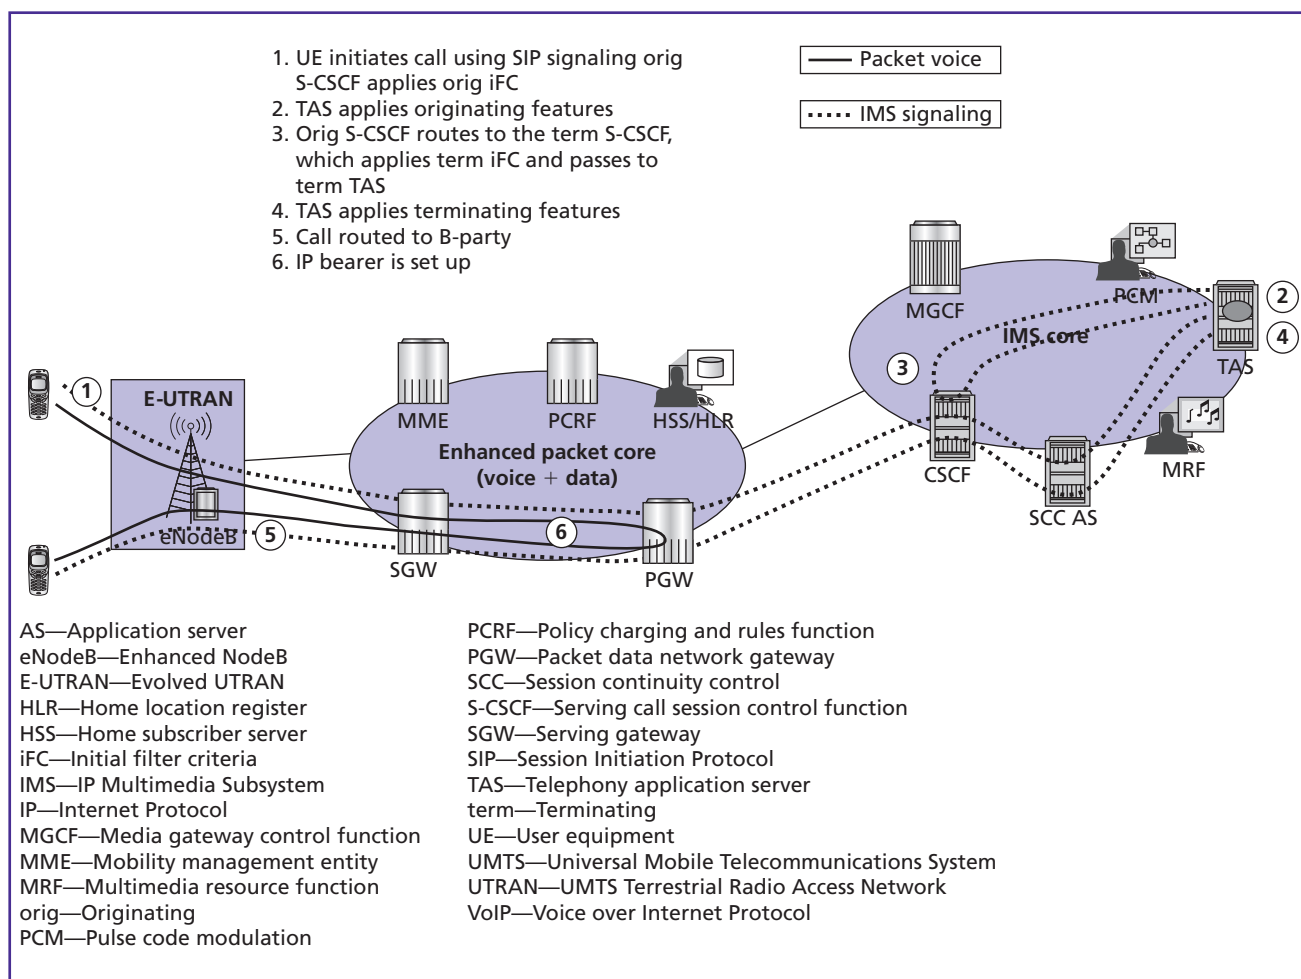 1. UE initiates call using SIP signaling orig
S-CSCF applies orig iFC
2. TAS applies originating features
3. Orig S-CSCF routes to the term S-CSCF,
which applies term iFC and passes to
term TAS
4. TAS applies terminating features
5. Call routed to B-party
6. IP bearer is set up
Packet voice
IMS signaling
MGCF
PCM
IMS core
2
4
TAS
3
1
E-UTRAN
MME
PCRF
HSS/HLR
Enhanced packet core
(voice + data)
CSCF
MRF
SCC AS
eNodeB
5
6
SGW
PGW
AS—Application server
eNodeB—Enhanced NodeB
E-UTRAN—Evolved UTRAN
HLR—Home location register
HSS—Home subscriber server
iFC—Initial filter criteria
IMS—IP Multimedia Subsystem
IP—Internet Protocol
MGCF—Media gateway control function
MME—Mobility management entity
MRF—Multimedia resource function
orig—Originating
PCM—Pulse code modulation
PCRF—Policy charging and rules function
PGW—Packet data network gateway
SCC—Session continuity control
S-CSCF—Serving call session control function
SGW—Serving gateway
SIP—Session Initiation Protocol
TAS—Telephony application server
term—Terminating
UE—User equipment
UMTS—Universal Mobile Telecommunications System
UTRAN—UMTS Terrestrial Radio Access Network
VoIP—Voice over Internet Protocol